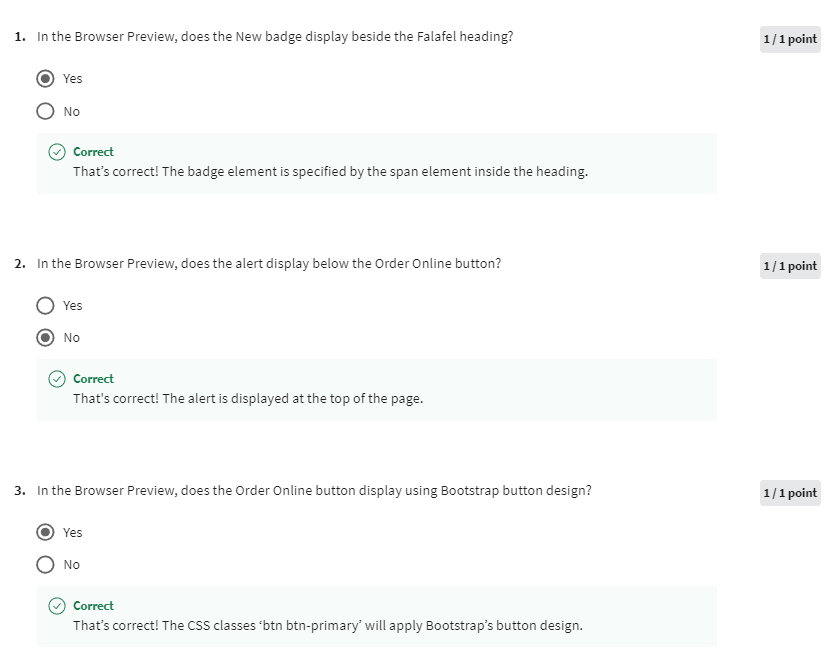 1. In the Browser Preview, does the New badge display beside the Falafel heading?
1 / 1 point
Yes
No
Correct
That’s correct! The badge element is specified by the span element inside the heading.
2. In the Browser Preview, does the alert display below the Order Online button?
1 / 1 point
Yes
No
Correct
That's correct! The alert is displayed at the top of the page.
3. In the Browser Preview, does the Order Online button display using Bootstrap button design?
1 / 1 point
Yes
No
Correct
That’s correct! The CSS classes ‘btn btn-primary’ will apply Bootstrap’s button design.